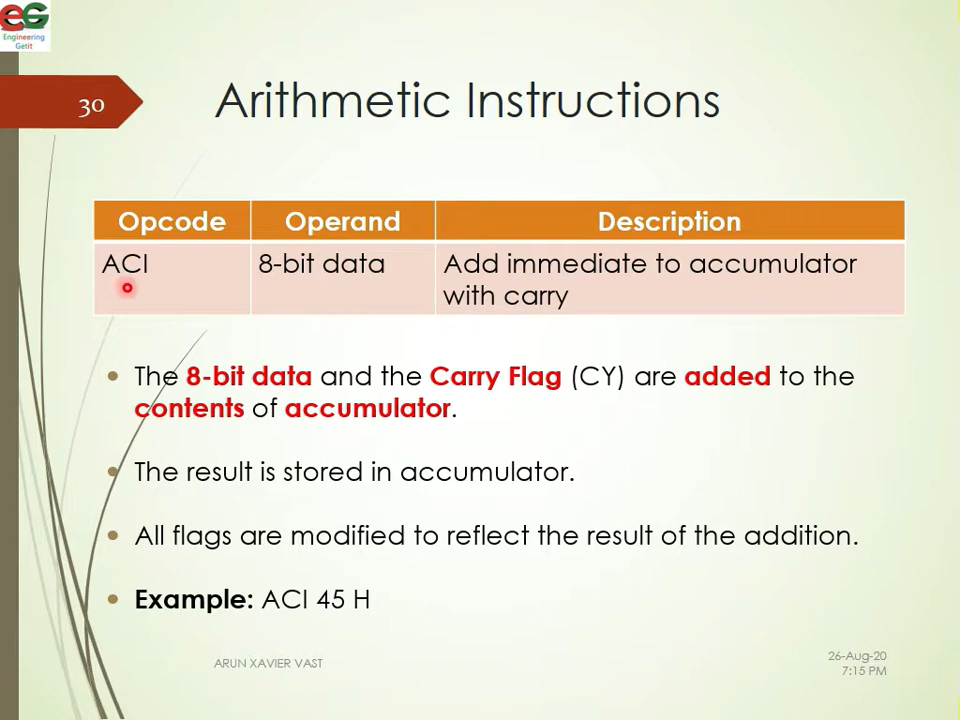 EG
Engineering
Getit
30
Arithmetic Instructions
Opcode Operand Description
ACI 8-bit data Add immediate to accumulator
with carry
• The 8-bit data and the Carry Flag (CY) are added to the
contents of accumulator.
• The result is stored in accumulator.
• All flags are modified to reflect the result of the addition.
• Example: ACI 45 H
ARUN XAVIER VAST
26-Aug-20
7:15 PM